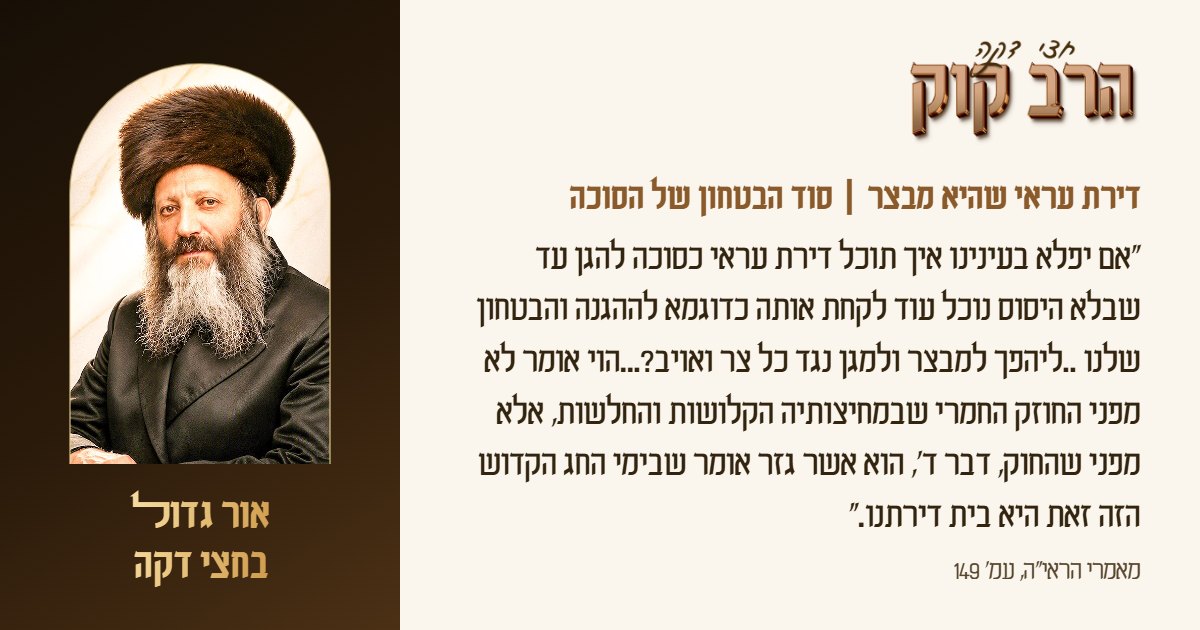 חצי דקה
הרב קוק
דירת עראי שהיא מבצר | סוד הבטחון של הסוכה
"אם יפלא בעינינו איך תוכל דירת עראי כסוכה להגן עד
שבלא היסוס נוכל עוד לקחת אותה כדוגמא לההגנה והבטחון
שלנו ..ליהפך למבצר ולמגן נגד כל צר ואויב?...הוי אומר לא
מפני החוזק החמרי שבמחיצותיה הקלושות והחלשות, אלא
מפני שהחוק, דבר ד', הוא אשר גזר אומר שבימי החג הקדוש
הזה זאת היא בית דירתנו."
מאמרי הראי"ה, עמ' 149
אור גדול
בחצי דקה